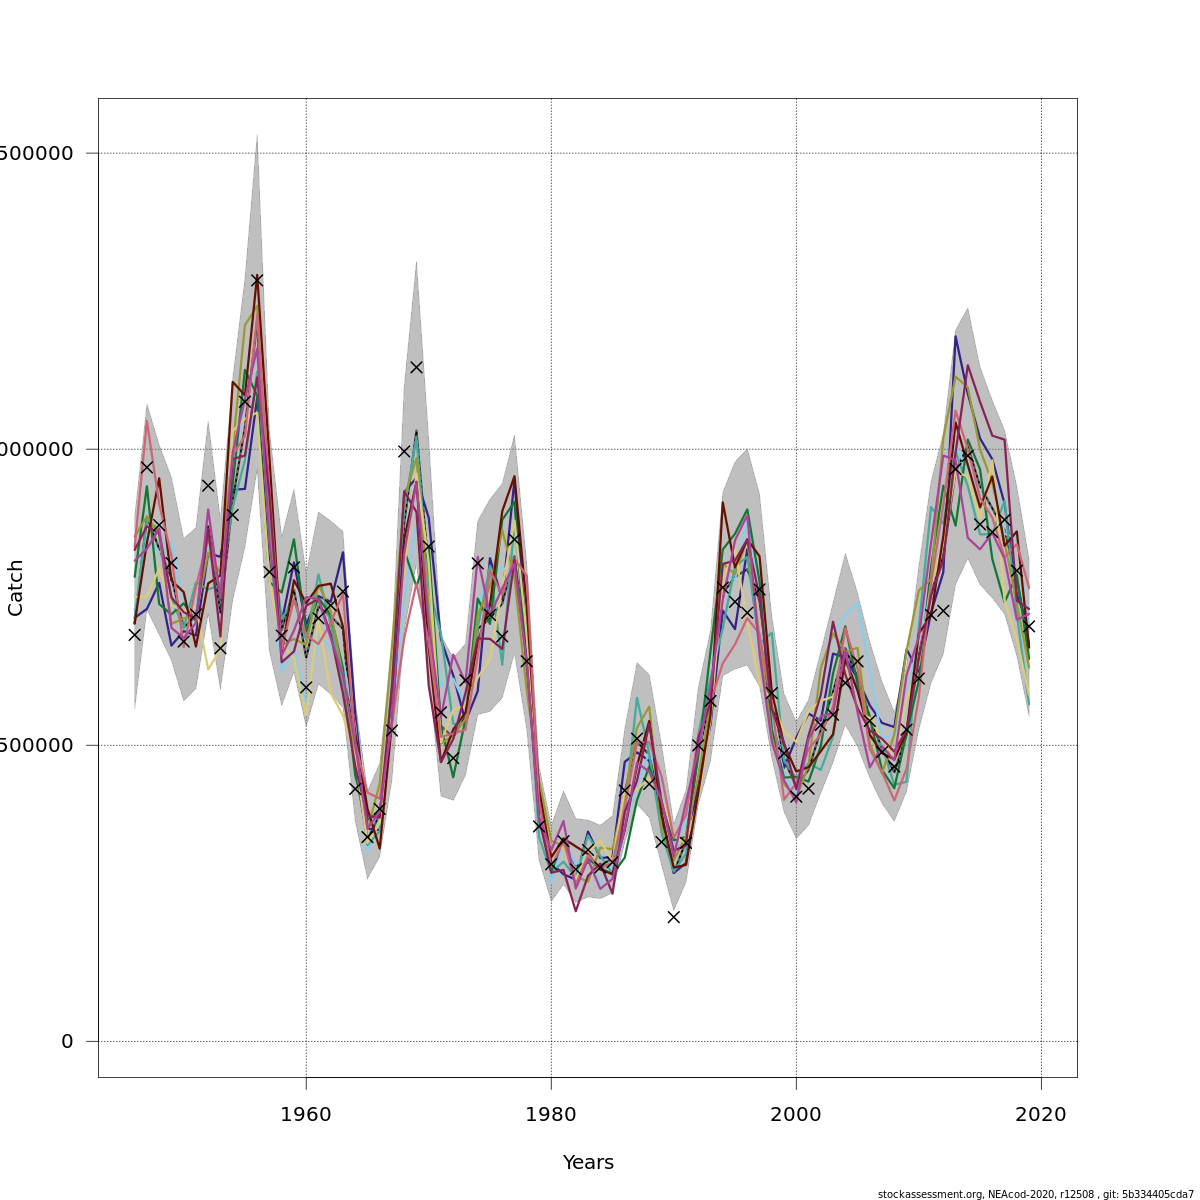 500000
000000
500000
0
Catch
1960 1980 2000 2020
Years
stockassessment.org, NEAcod-2020, r12508 , git: 5b334405cda7